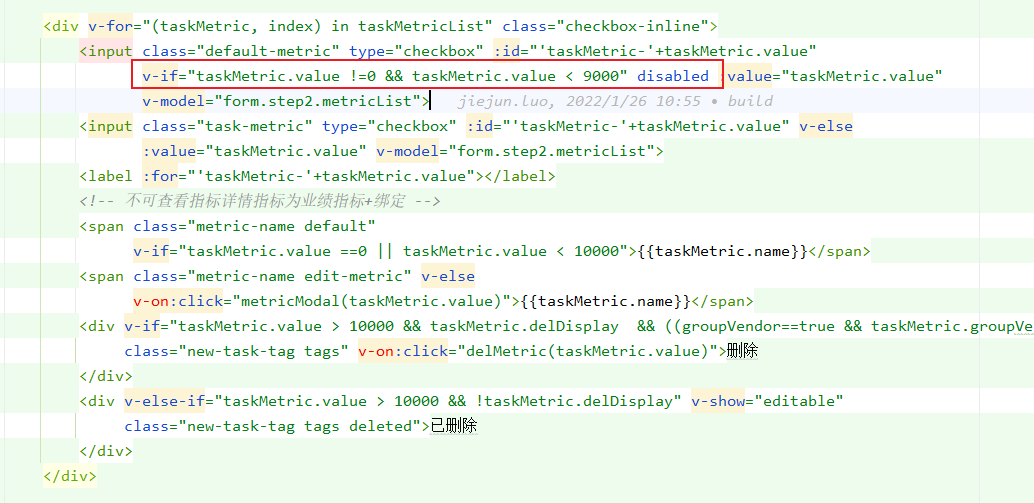 <div v-for="(taskMetric, index) in taskMetricList" class="checkbox-inline">
<input class="default-metric" type="checkbox" :id="'taskMetric-'+taskMetric.value"
v-if="taskMetric.value !=0 && taskMetric.value < 9000" disabled :value="taskMetric.value"
v-model="form.step2.metricList"> jiejun.luo, 2022/1/26 10:55 • build
<input class="task-metric" type="checkbox" :id="'taskMetric-'+taskMetric.value" v-else
:value="taskMetric.value" v-model="form.step2.metricList">
<label :for="'taskMetric-'+taskMetric.value"></label>
<!-- 不可查看指标详情指标为业绩指标+绑定 -->
<span class="metric-name default"
v-if="taskMetric.value ==0 || taskMetric.value < 10000">{{taskMetric.name}}</span>
<span class="metric-name edit-metric" v-else
v-on:click="metricModal(taskMetric.value)">{{taskMetric.name}}</span>
<div v-if="taskMetric.value > 10000 && taskMetric.delDisplay  && ((groupVendor==true && taskMetric.groupVe
class="new-task-tag tags" v-on:click="delMetric(taskMetric.value)">删除
</div>
<div v-else-if="taskMetric.value > 10000 && !taskMetric.delDisplay" v-show="editable"
class="new-task-tag tags deleted">已删除
</div>
</div>